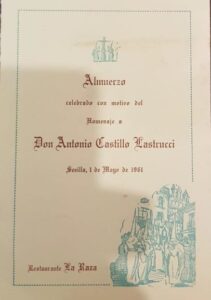 Almuerzo
celebrado con motivo del
Homenaje a
Don Antonio Castillo Lastrucci
Sevilla, 1 de Mayo de 1961
Restaurante La Raza